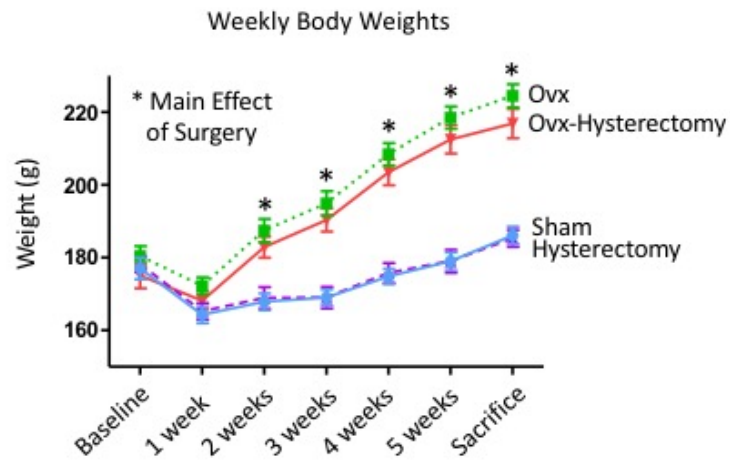 Weekly Body Weights
* Main Effect
of Surgery
Weight (g)
220
200
180
160
* * * * * *
Ovx
Ovx-Hysterectomy
Sham
Hysterectomy
Baseline
1 week
2 weeks
3 weeks
4 weeks
5 weeks
Sacrifice